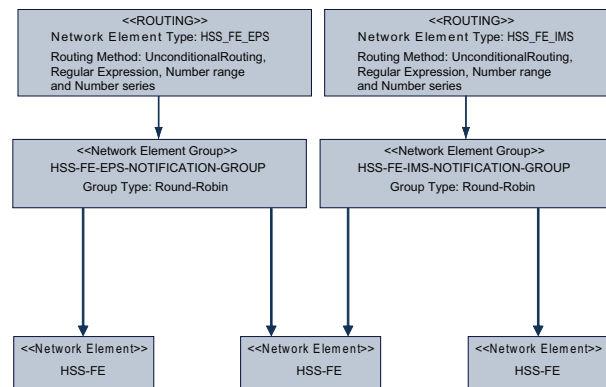 <<ROUTING>>
Network Element Type: HSS_FE_EPS
Routing Method: UnconditionalRouting,
Regular Expression, Number range
and Number series
<<ROUTING>>
Network Element Type: HSS_FE_IMS
Routing Method: UnconditionalRouting,
Regular Expression, Number range
and Number series
<<Network Element Group>>
HSS-FE-EPS-NOTIFICATION-GROUP
Group Type: Round-Robin
<<Network Element Group>>
HSS-FE-IMS-NOTIFICATION-GROUP
Group Type: Round-Robin
<<Network Element>>
HSS-FE
<<Network Element>>
HSS-FE
<<Network Element>>
HSS-FE